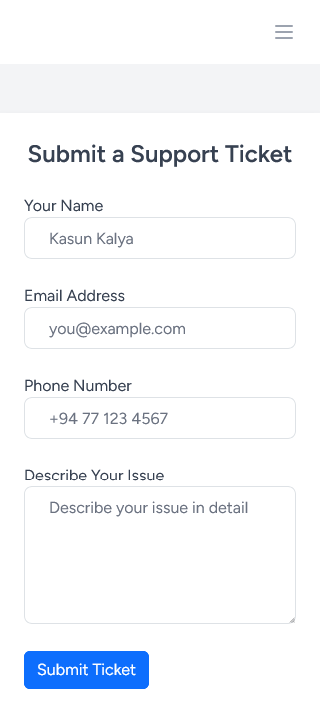 Submit a Support Ticket
Your Name
Kasun Kalya
Email Address
you@example.com
Phone Number
+94 77 123 4567
Describe Your Issue
Describe your issue in detail
Submit Ticket